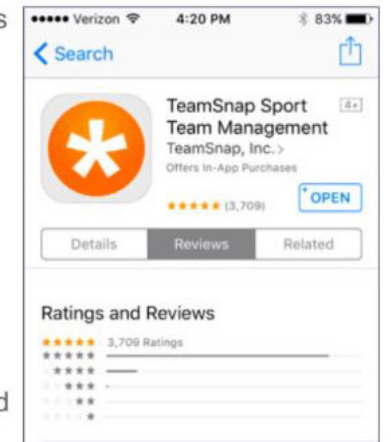 s
Verizon 4:20 PM 83%
Search
TeamSnap Sport 4+
Team Management
TeamSnap, Inc. >
Offers In-App Purchases
★★★★★ (3,709) +OPEN
Details Reviews Related
Ratings and Reviews
★★★★★ 3,709 Ratings
★★★★★
★★★★
★★★
d ★★
★